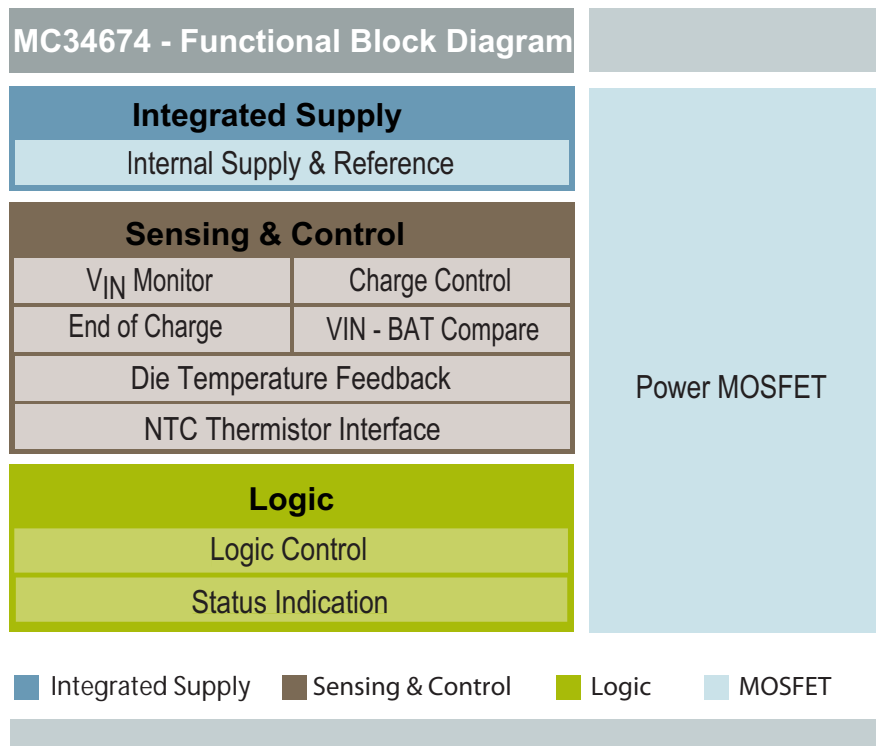 MC34674 - Functional Block Diagram
Integrated Supply
Internal Supply & Reference
Sensing & Control
VIN Monitor
Charge Control
End of Charge
VIN - BAT Compare
Die Temperature Feedback
NTC Thermistor Interface
Logic
Logic Control
Status Indication
Power MOSFET
Integrated Supply
Sensing & Control
Logic
MOSFET